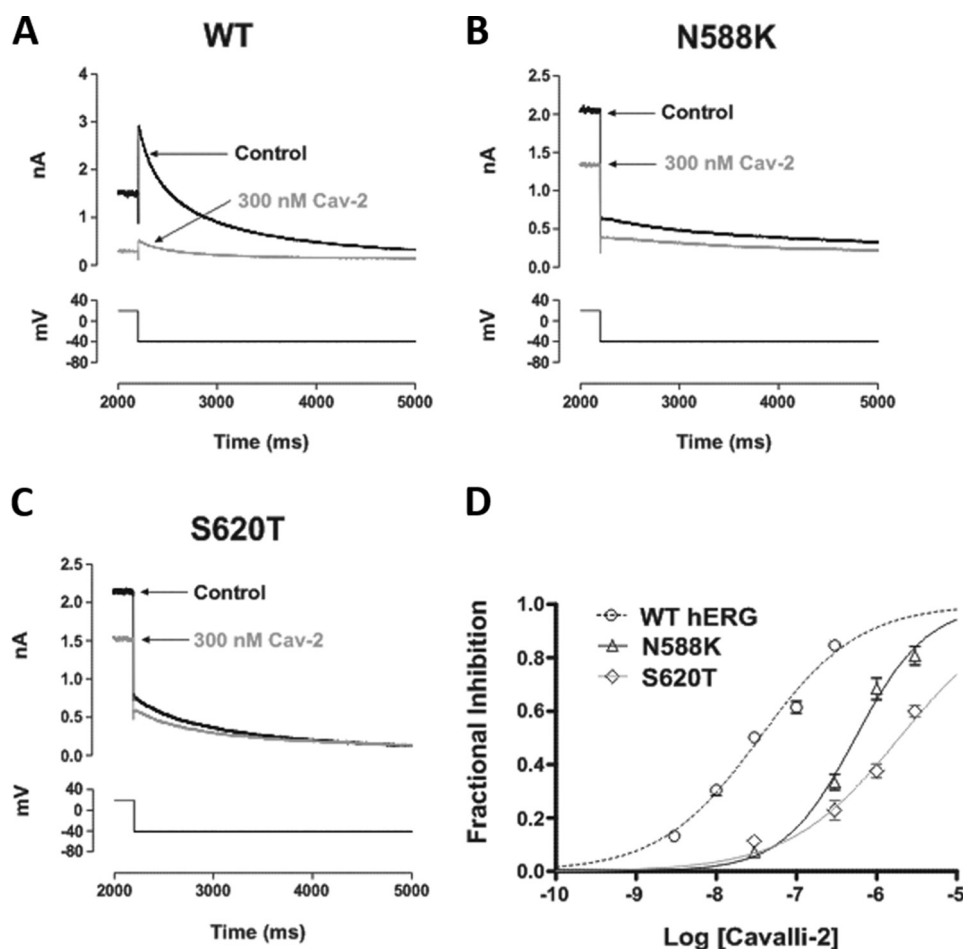 A
WT
4
3
2
1
0
nA
Control
300 nM Cav-2
40
0
-40
-80
mV
2000
3000
4000
5000
Time (ms)
B
N588K
2.5
2.0
1.5
1.0
0.5
0.0
nA
Control
300 nM Cav-2
40
0
-40
-80
mV
2000
3000
4000
5000
Time (ms)
C
S620T
2.5
2.0
1.5
1.0
0.5
0.0
nA
Control
300 nM Cav-2
40
0
-40
-80
mV
2000
3000
4000
5000
Time (ms)
D
1.0
0.8
0.6
0.4
0.2
0.0
Fractional Inhibition
WT hERG
N588K
S620T
-10
-9
-8
-7
-6
-5
Log [Cavalli-2]